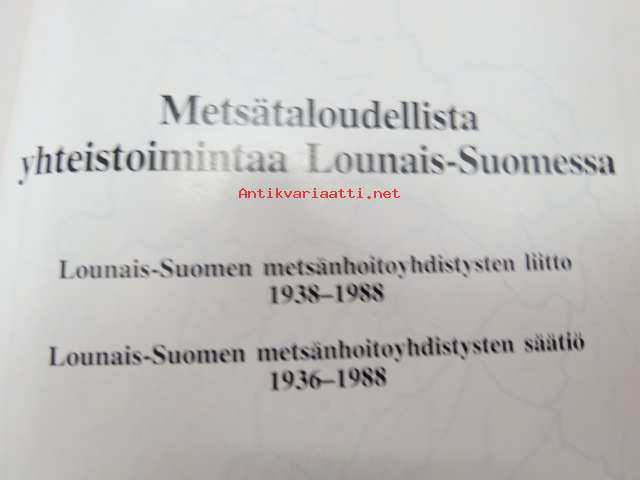 Metsätaloudellista
yhteistoimintaa Lounais-Suomessa
Antikvariaatti.net
Lounais-Suomen metsänhoitoyhdistysten liitto
1938–1988
Lounais-Suomen metsänhoitoyhdistysten säätiö
1936–1988